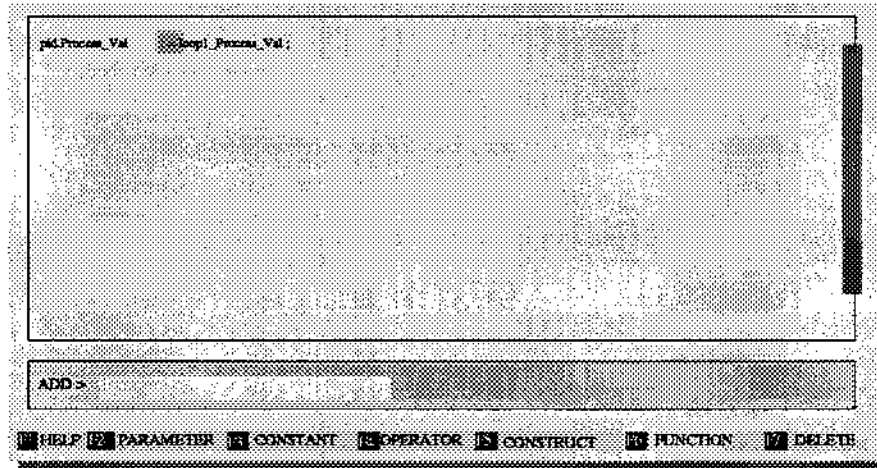 pid.Process_Val loop1_Process_Val ;
ADD >
F1 HELP F2 PARAMETER F3 CONSTANT F4 OPERATOR F5 CONSTRUCT F6 FUNCTION F7 DELETE